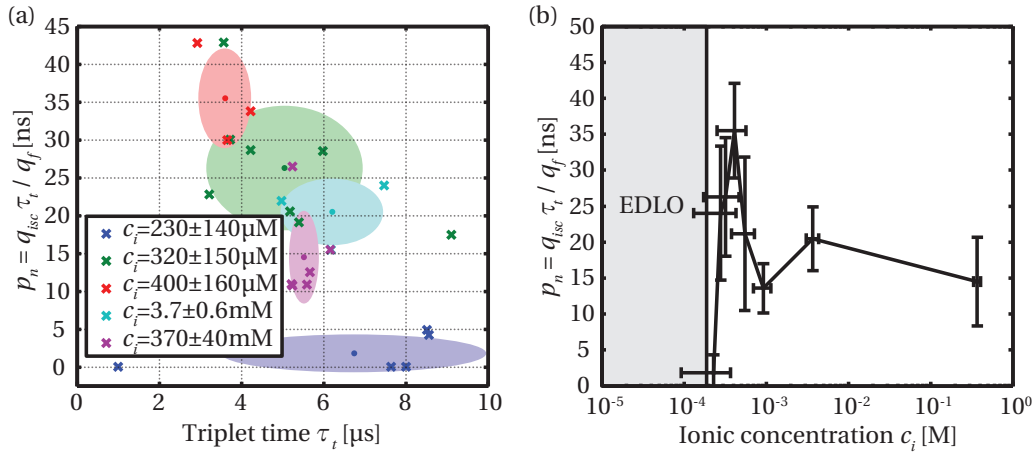 (a)
45
40
35
30
25
20
15
10
5
0
p_n = q_isc τ_t / q_f [ns]
c_i=230±140µM
c_i=320±150µM
c_i=400±160µM
c_i=3.7±0.6mM
c_i=370±40mM
0 2 4 6 8 10
Triplet time τ_t [µs]
(b)
50
45
40
35
30
25
20
15
10
5
0
p_n = q_isc τ_t / q_f [ns]
EDLO
10^-5 10^-4 10^-3 10^-2 10^-1 10^0
Ionic concentration c_i [M]